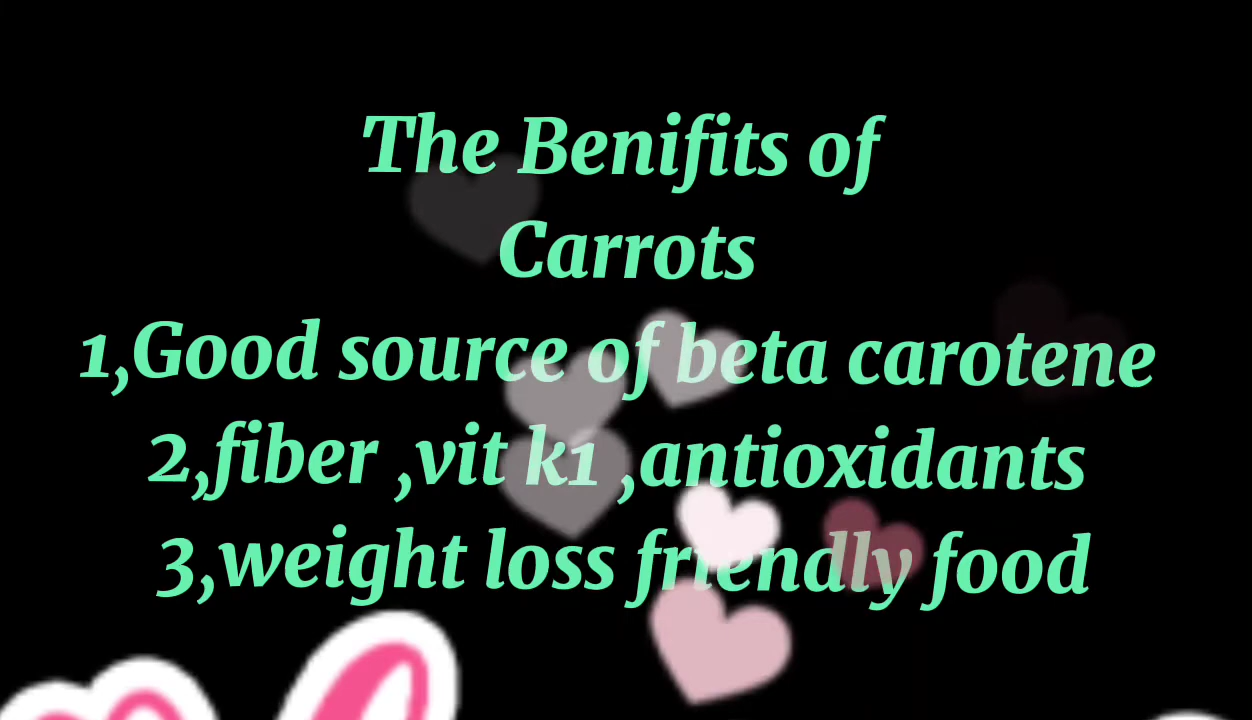 The Benifits of
Carrots
1,Good source of beta carotene
2,fiber ,vit k1 ,antioxidants
3,weight loss friendly food